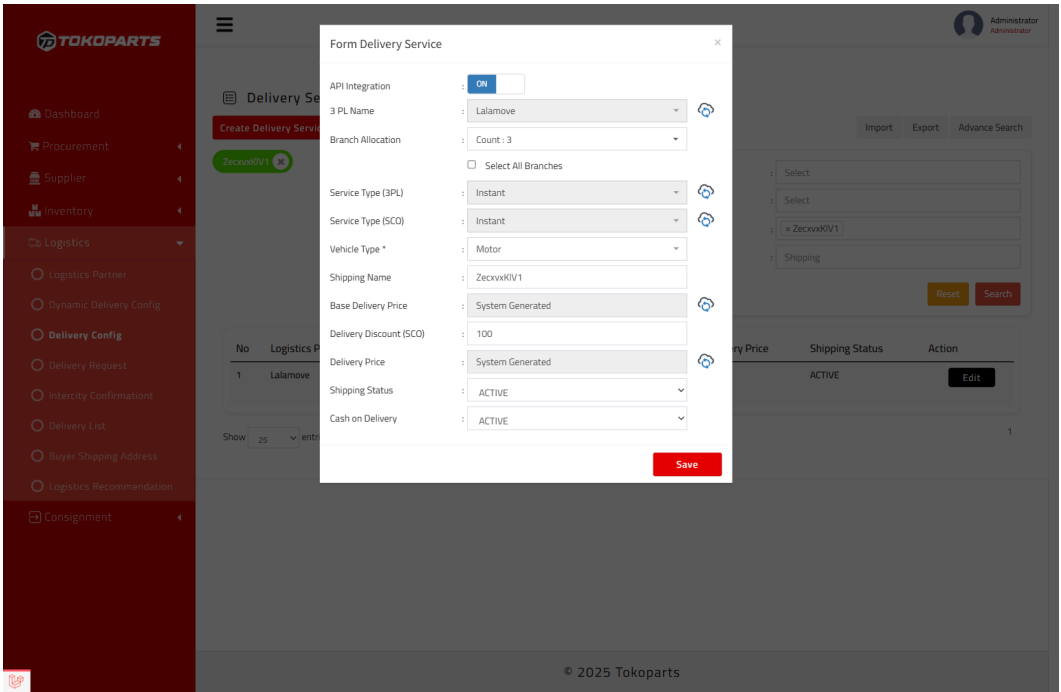 TOKOPARTS
Administrator
Administrator
Dashboard
Procurement
Supplier
Inventory
Logistics
Logistics Partner
Dynamic Delivery Config
Delivery Config
Delivery Request
Intercity Confirmationt
Delivery List
Buyer Shipping Address
Logistics Recommendation
Consignment
Delivery Se
Create Delivery Servic
Import Export Advance Search
ZecxvxKlV1
: Select
: Select
: × ZecxvxKlV1
: Shipping
Reset Search
No Logistics P ry Price Shipping Status Action
1 Lalamove ACTIVE Edit
Show 25 entri 1
Form Delivery Service ×
API Integration : ON
3 PL Name : Lalamove
Branch Allocation : Count : 3
Select All Branches
Service Type (3PL) : Instant
Service Type (SCO) : Instant
Vehicle Type * : Motor
Shipping Name : ZecxvxKlV1
Base Delivery Price : System Generated
Delivery Discount (SCO) : 100
Delivery Price : System Generated
Shipping Status : ACTIVE
Cash on Delivery : ACTIVE
Save
© 2025 Tokoparts